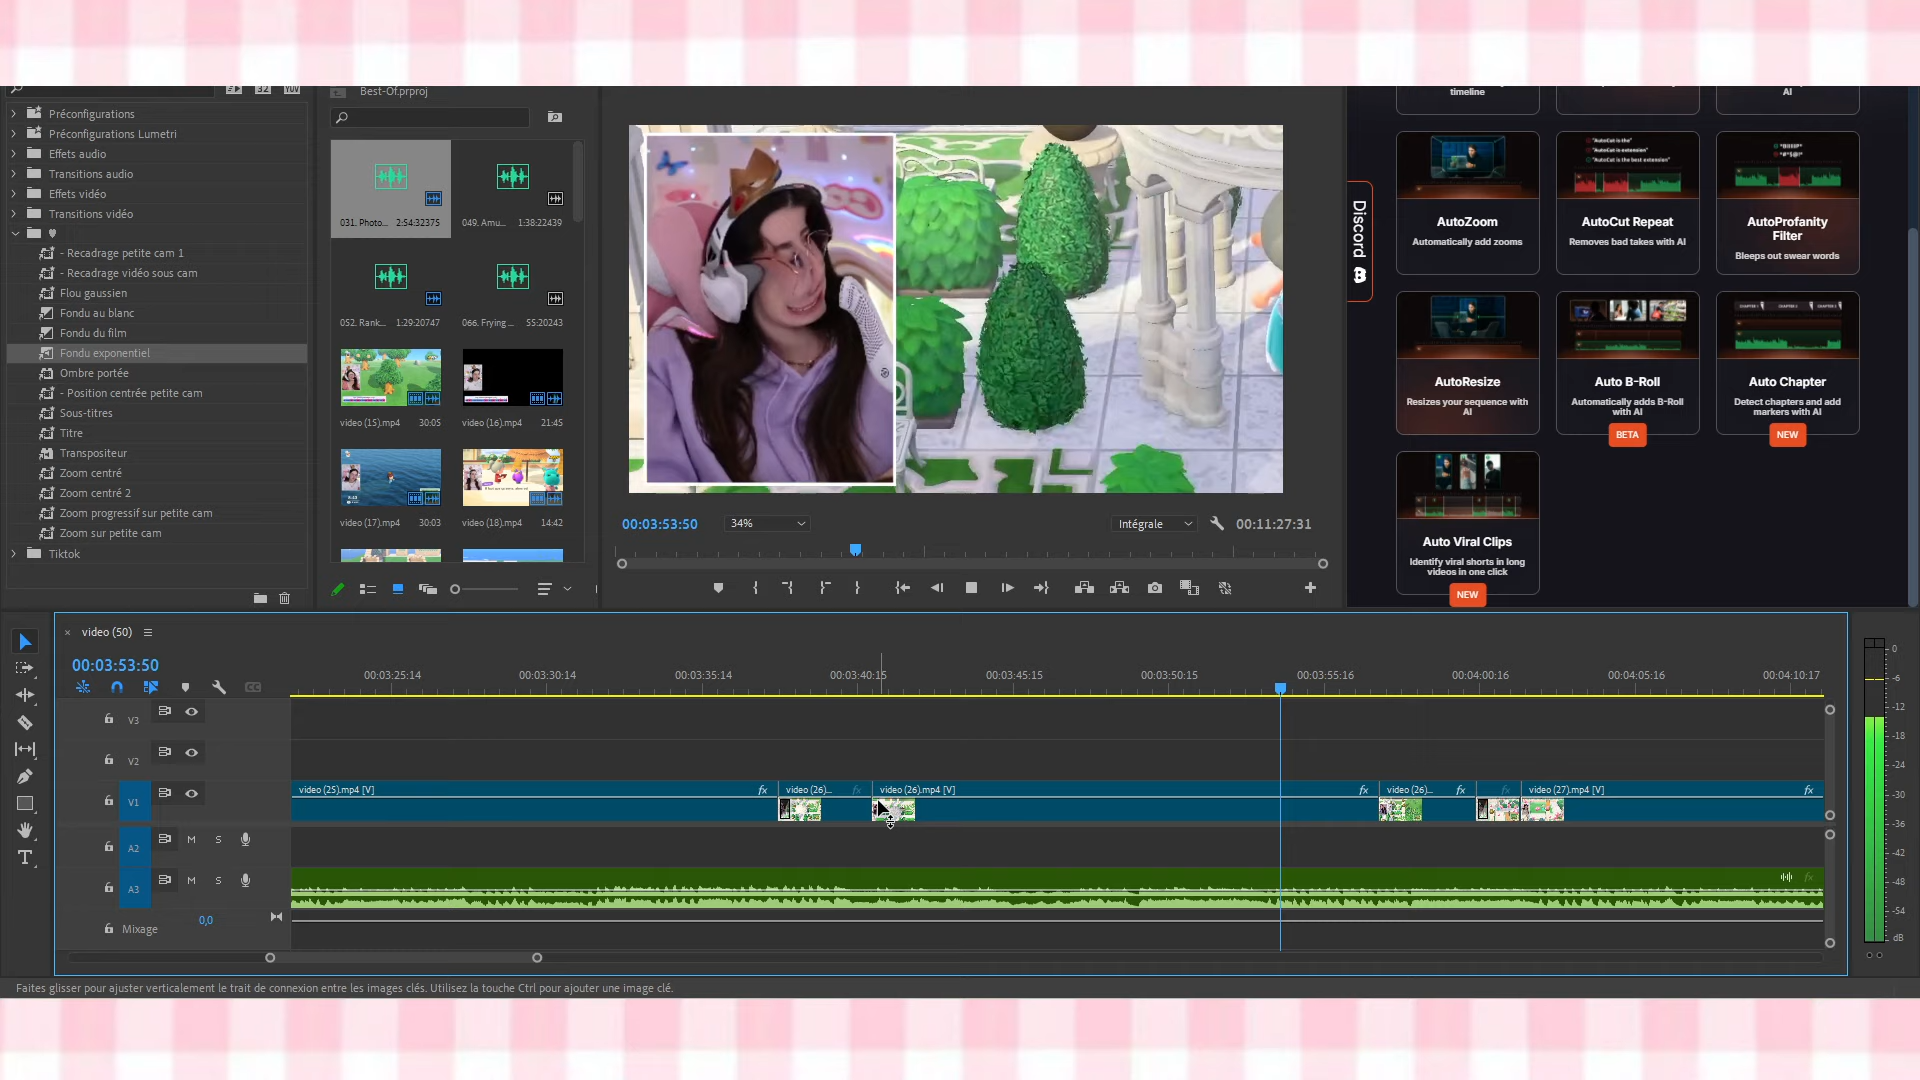 Best-Of.prproj
Préconfigurations
Préconfigurations Lumetri
Effets audio
Transitions audio
Effets vidéo
Transitions vidéo
- Recadrage petite cam 1
- Recadrage vidéo sous cam
Flou gaussien
Fondu au blanc
Fondu du film
Fondu exponentiel
Ombre portée
- Position centrée petite cam
Sous-titres
Titre
Transpositeur
Zoom centré
Zoom centré 2
Zoom progressif sur petite cam
Zoom sur petite cam
Tiktok
031. Photo... 2:54:32375
049. Amu... 1:38:22439
052. Rank... 1:29:20747
066. Frying ... 55:20243
video (15).mp4 30:05
video (16).mp4 21:45
video (17).mp4 30:03
video (18).mp4 14:42
00:03:53:50
34%
Intégrale
00:11:27:31
Discord
timeline
AI
AutoZoom
Automatically add zooms
AutoCut Repeat
Removes bad takes with AI
AutoProfanity
Filter
Bleeps out swear words
AutoResize
Resizes your sequence with
AI
Auto B-Roll
Automatically adds B-Roll
with AI
BETA
Auto Chapter
Detect chapters and add
markers with AI
NEW
Auto Viral Clips
Identify viral shorts in long
videos in one click
NEW
video (50)
00:03:53:50
00:03:25:14
00:03:30:14
00:03:35:14
00:03:40:15
00:03:45:15
00:03:50:15
00:03:55:16
00:04:00:16
00:04:05:16
00:04:10:17
V3
V2
V1
video (25).mp4 [V]
fx
video (26)...
fx
video (26).mp4 [V]
fx
video (26)...
fx
fx
video (27).mp4 [V]
fx
A2 M S
A3 M S
fx
Mixage 0,0
0
-6
-12
-18
-24
-30
-36
-42
-48
-54
dB
Faites glisser pour ajuster verticalement le trait de connexion entre les images clés. Utilisez la touche Ctrl pour ajouter une image clé.